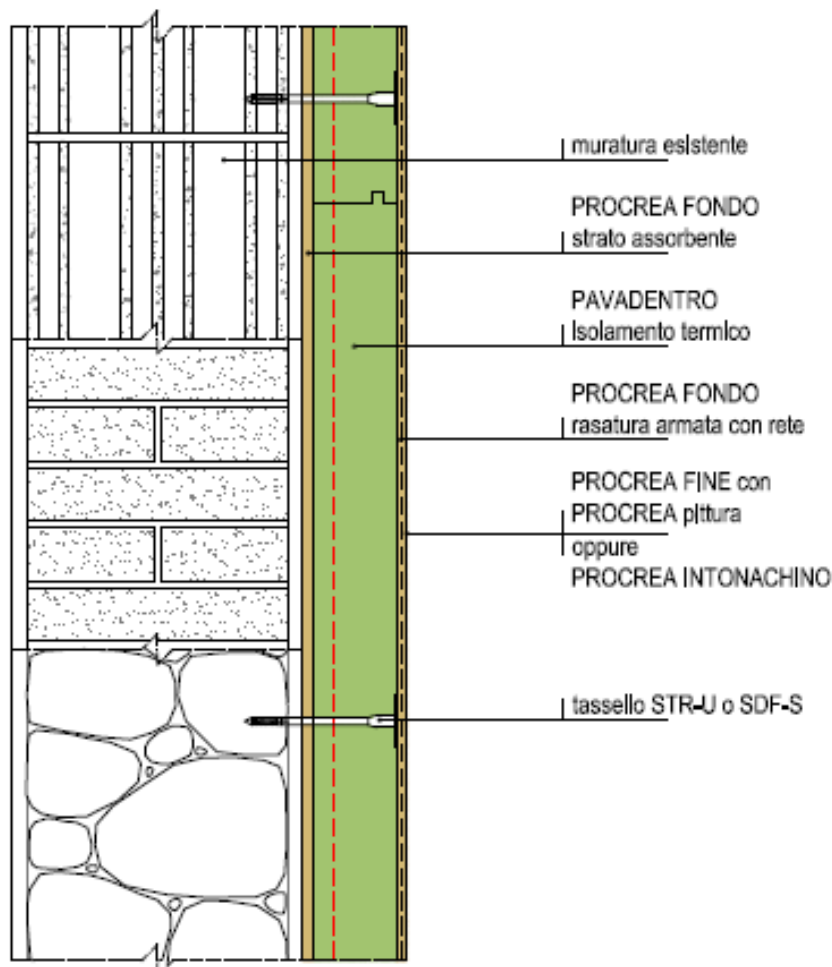 muratura esistente
PROCREA FONDO
strato assorbente
PAVADENTRO
isolamento termico
PROCREA FONDO
rasatura armata con rete
PROCREA FINE con
PROCREA pittura
oppure
PROCREA INTONACHINO
tassello STR-U o SDF-S